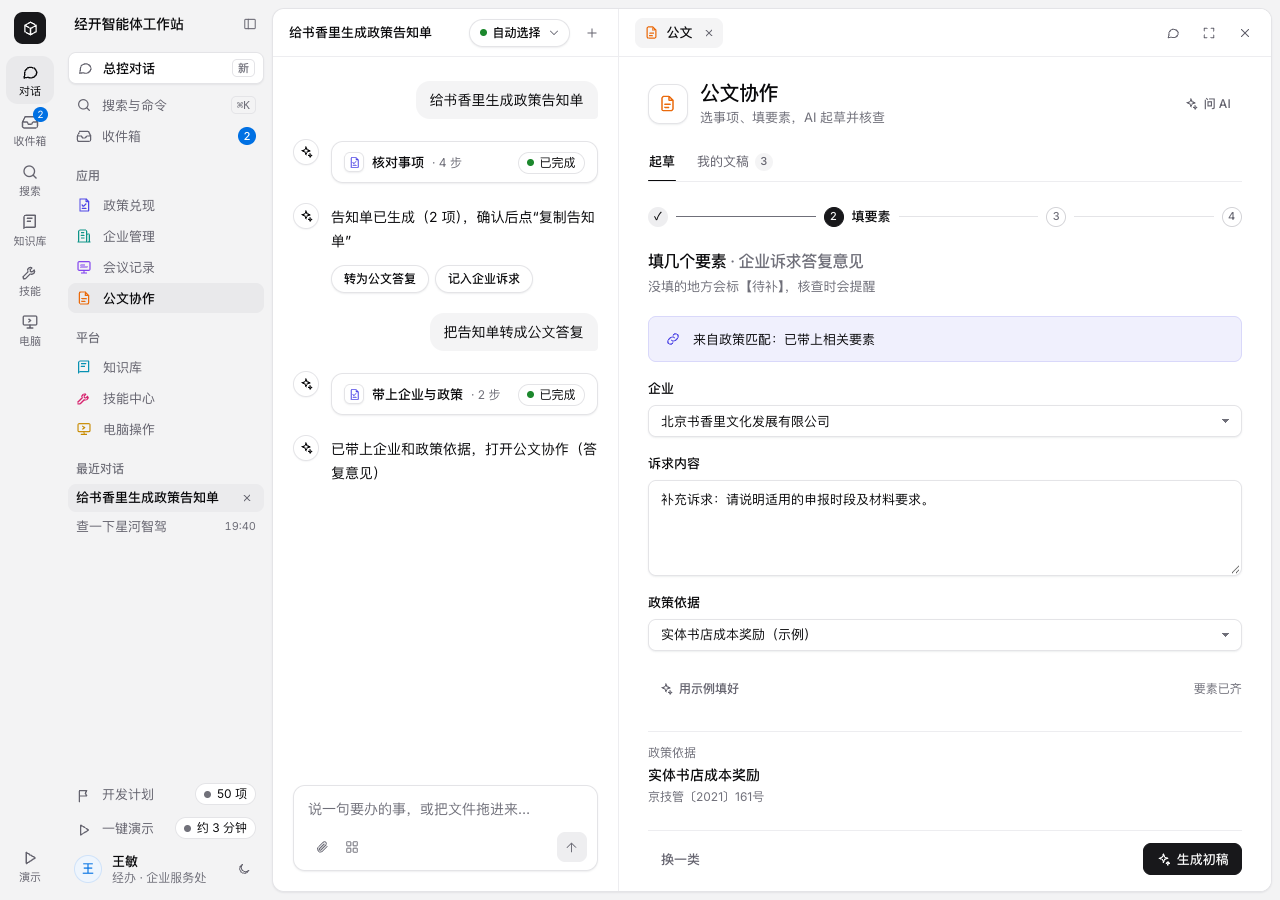 对话
2
收件箱
搜索
知识库
技能
电脑
演示
经开智能体工作站
总控对话 新
搜索与命令 ⌘K
收件箱 2
应用
政策兑现
企业管理
会议记录
公文协作
平台
知识库
技能中心
电脑操作
最近对话
给书香里生成政策告知单 ×
查一下星河智驾 19:40
开发计划 50 项
一键演示 约 3 分钟
王 王敏
经办 · 企业服务处
给书香里生成政策告知单 自动选择
给书香里生成政策告知单
核对事项 · 4 步 已完成
告知单已生成（2 项），确认后点“复制告知
单”
转为公文答复 记入企业诉求
把告知单转成公文答复
带上企业与政策 · 2 步 已完成
已带上企业和政策依据，打开公文协作（答
复意见）
说一句要办的事，或把文件拖进来...
公文 ×
公文协作
选事项、填要素，AI 起草并核查
问 AI
起草 我的文稿 3
✓ 2 填要素 3 4
填几个要素 · 企业诉求答复意见
没填的地方会标【待补】，核查时会提醒
来自政策匹配：已带上相关要素
企业
北京书香里文化发展有限公司
诉求内容
补充诉求：请说明适用的申报时段及材料要求。
政策依据
实体书店成本奖励（示例）
用示例填好 要素已齐
政策依据
实体书店成本奖励
京技管〔2021〕161号
换一类 生成初稿